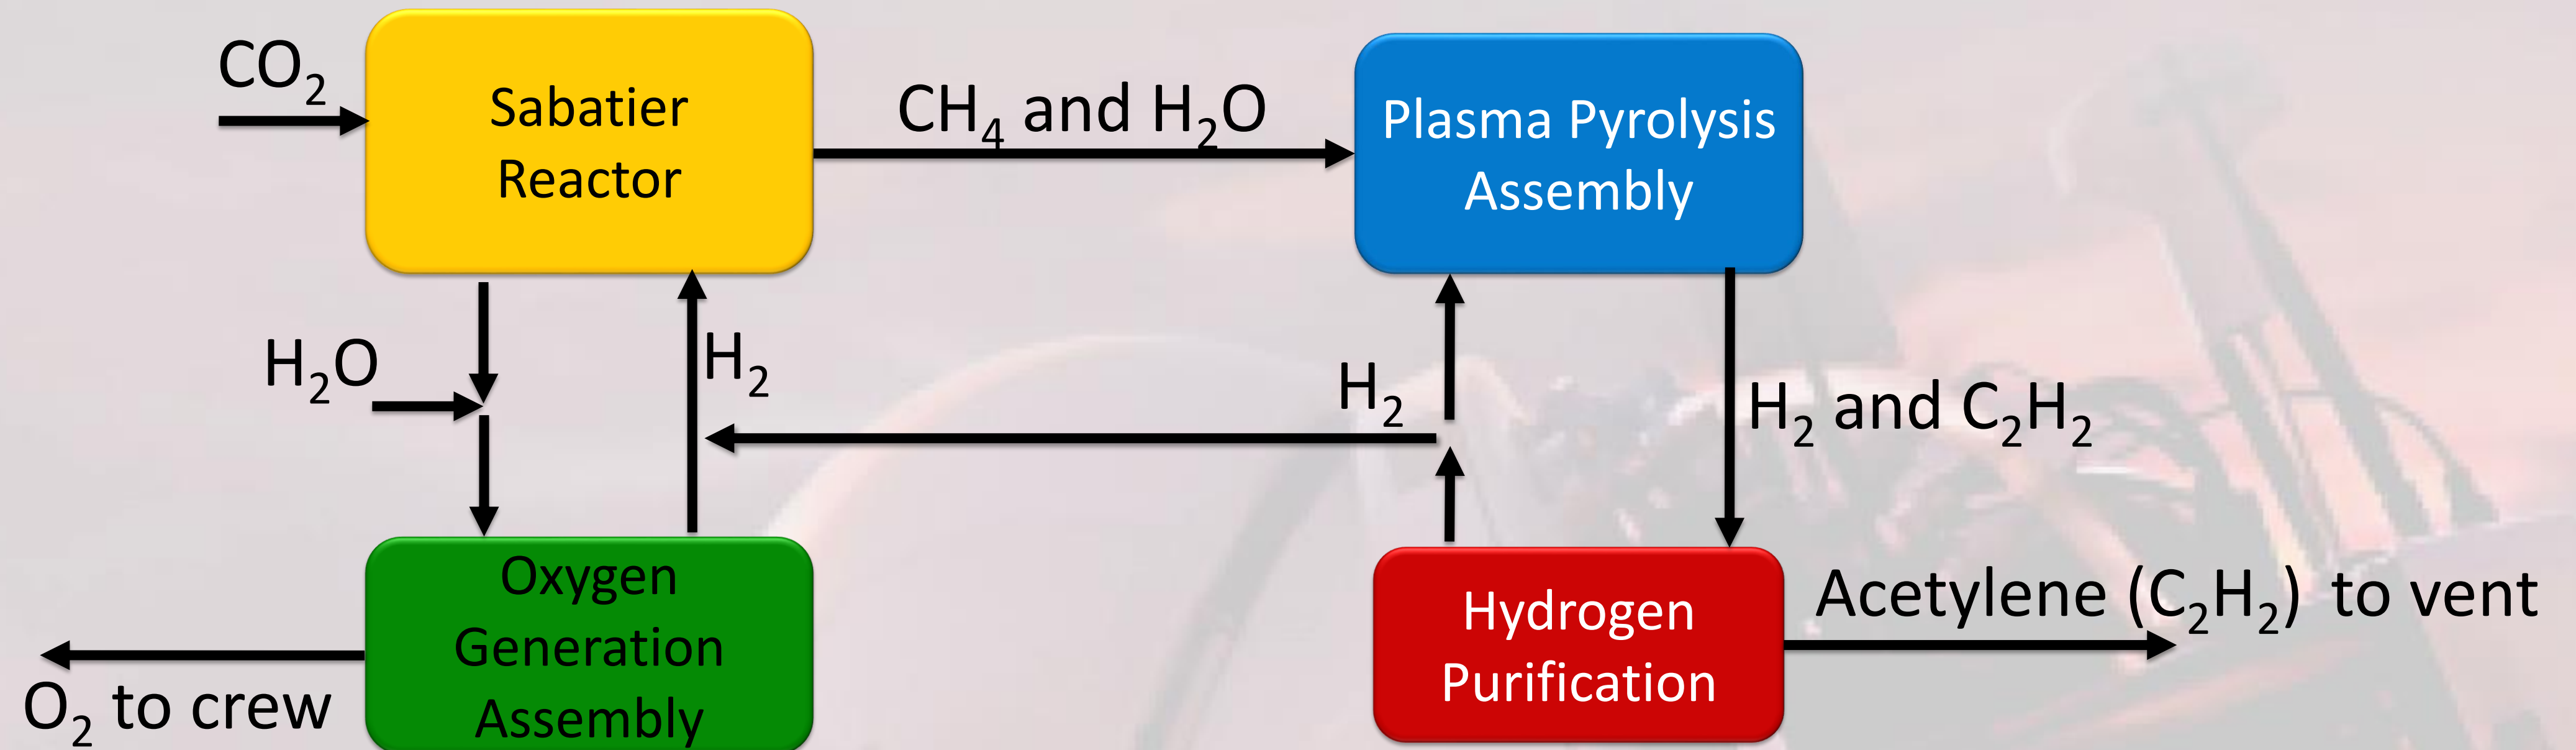 CO₂
Sabatier
Reactor
CH₄ and H₂O
Plasma Pyrolysis
Assembly
H₂O
H₂
H₂
H₂ and C₂H₂
Oxygen
Generation
Assembly
O₂ to crew
Hydrogen
Purification
Acetylene (C₂H₂) to vent